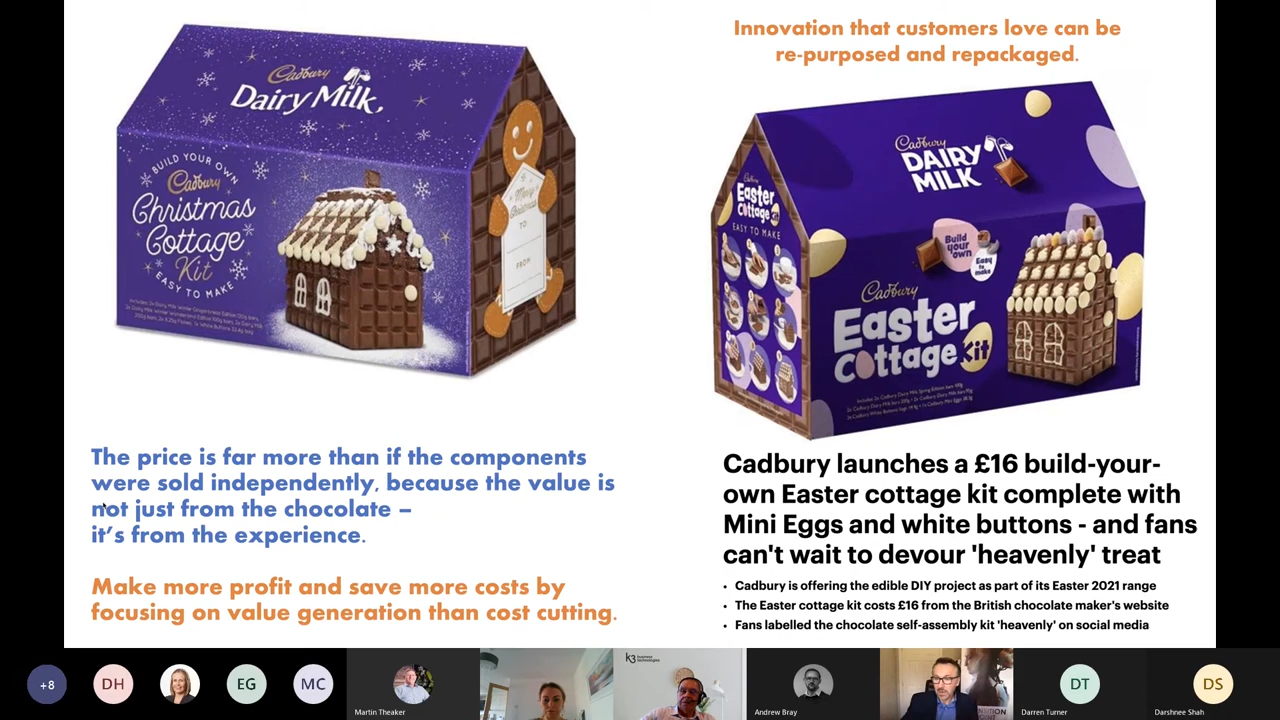 Cadbury
Dairy Milk
BUILD YOUR OWN
Cadbury
Christmas
Cottage
Kit
EASY TO MAKE
Merry
Christmas
TO
FROM
The price is far more than if the components
were sold independently, because the value is
not just from the chocolate –
it's from the experience.
Make more profit and save more costs by
focusing on value generation than cost cutting.
Innovation that customers love can be
re-purposed and repackaged.
Cadbury
DAIRY
MILK
Cadbury
Easter
Cottage
Kit
EASY TO MAKE
Build
your
own
Easy
to
make
Cadbury
Easter
Cottage
Kit
Cadbury launches a £16 build-your-
own Easter cottage kit complete with
Mini Eggs and white buttons - and fans
can't wait to devour 'heavenly' treat
• Cadbury is offering the edible DIY project as part of its Easter 2021 range
• The Easter cottage kit costs £16 from the British chocolate maker's website
• Fans labelled the chocolate self-assembly kit 'heavenly' on social media
+8
DH
EG
MC
Martin Theaker
k3 business
technologies
Andrew Bray
DT
Darren Turner
DS
Darshnee Shah